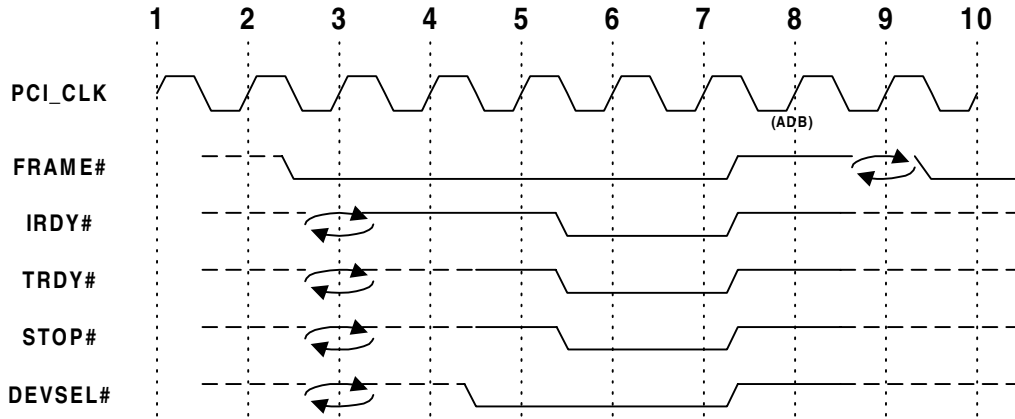 1 2 3 4 5 6 7 8 9 10
PCI_CLK
(ADB)
FRAME#
IRDY#
TRDY#
STOP#
DEVSEL#